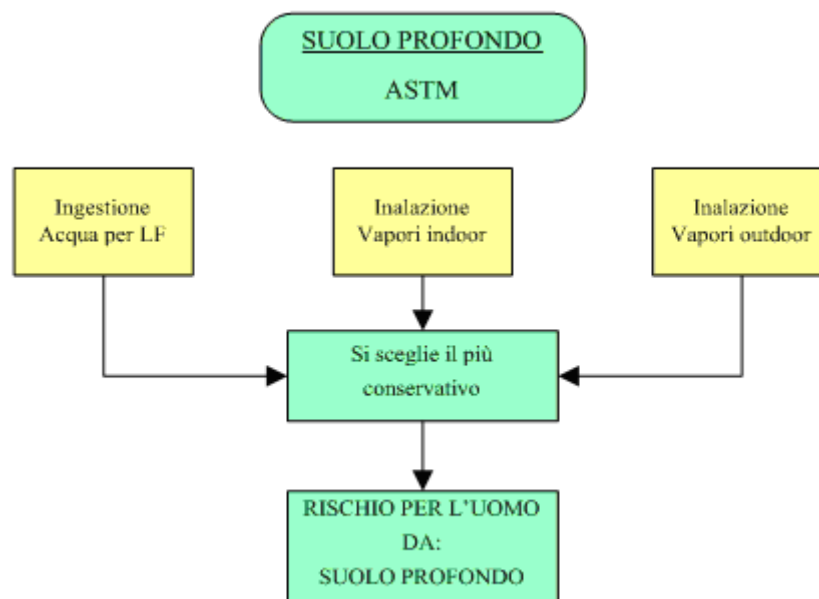 SUOLO PROFONDO
ASTM
Ingestione
Acqua per LF
Inalazione
Vapori indoor
Inalazione
Vapori outdoor
Si sceglie il più
conservativo
RISCHIO PER L'UOMO
DA:
SUOLO PROFONDO